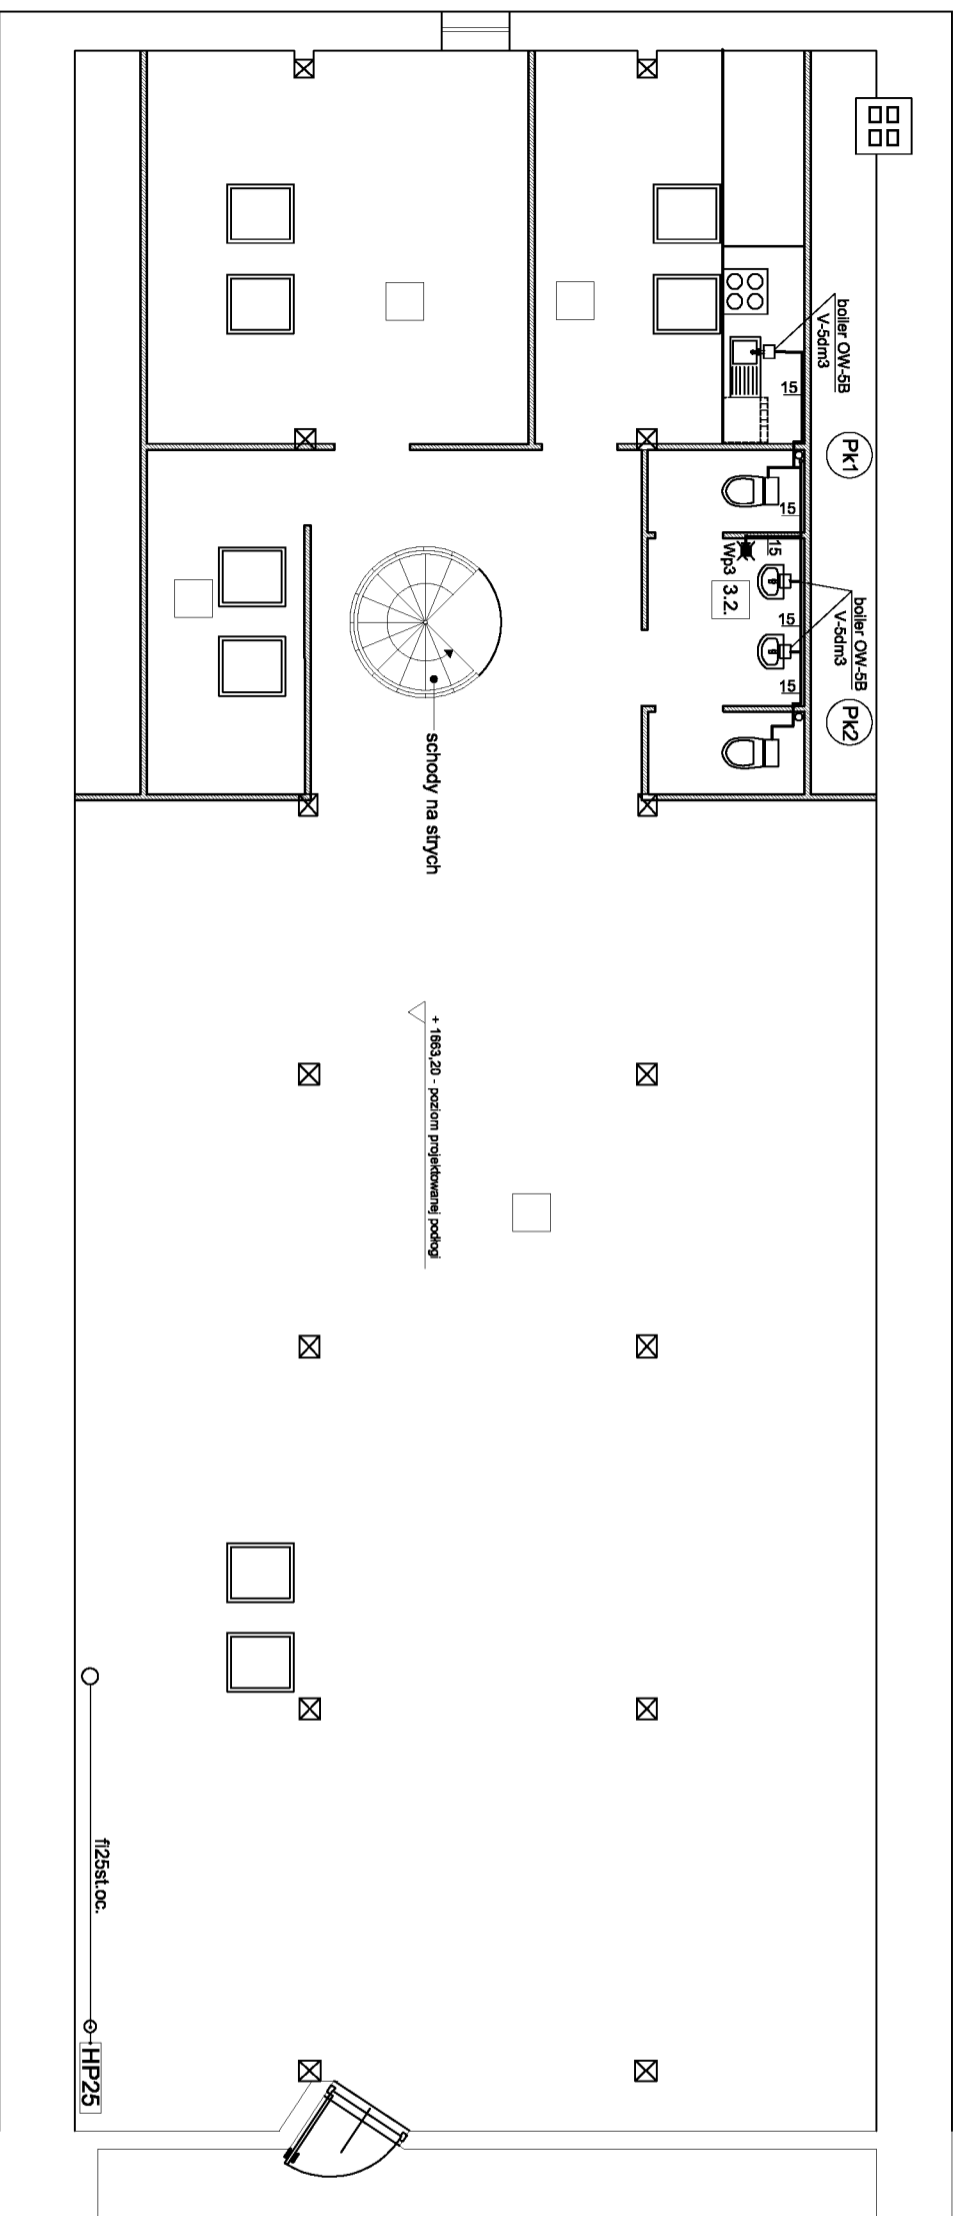 boiler OW-5B
V-5dm3
15
Pk1
15
15
Wp3
3.2.
15
boiler OW-5B
V-5dm3
15
Pk2
schody na strych
+ 1663,20 - poziom projektowanej podłogi
fi25st.oc.
HP25